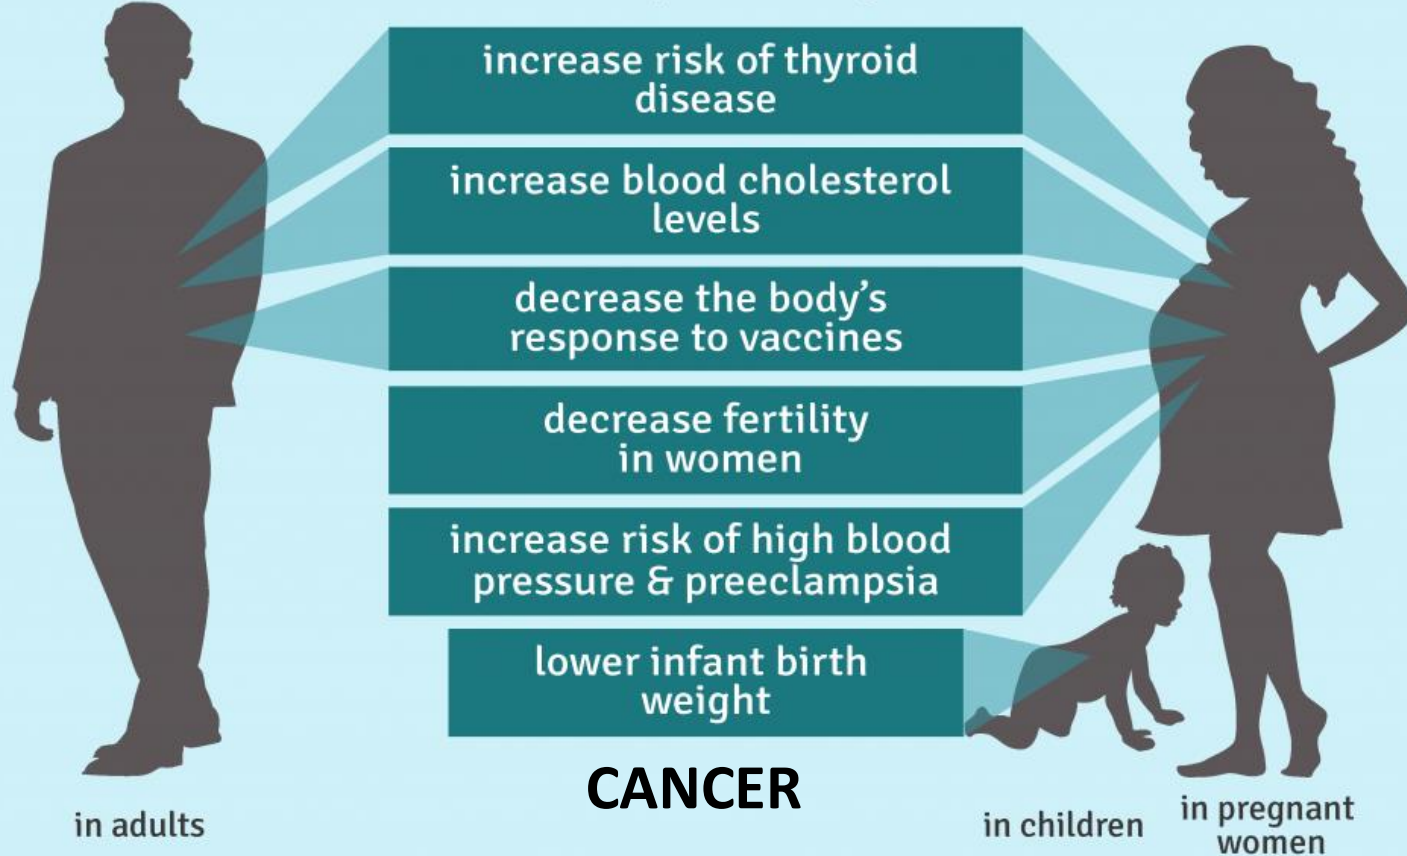 increase risk of thyroid
disease
increase blood cholesterol
levels
decrease the body’s
response to vaccines
decrease fertility
in women
increase risk of high blood
pressure & preeclampsia
lower infant birth
weight
CANCER
in adults
in children
in pregnant
women